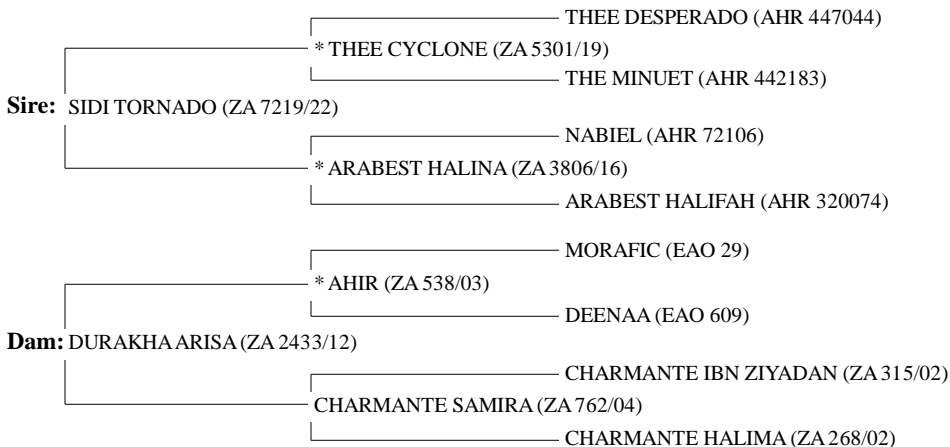 THEE DESPERADO (AHR 447044)
* THEE CYCLONE (ZA 5301/19)
THE MINUET (AHR 442183)
Sire: SIDI TORNADO (ZA 7219/22)
NABIEL (AHR 72106)
* ARABEST HALINA (ZA 3806/16)
ARABEST HALIFAH (AHR 320074)
MORAFIC (EAO 29)
* AHIR (ZA 538/03)
DEENAA (EAO 609)
Dam: DURAKHA ARISA (ZA 2433/12)
CHARMANTE IBN ZIYADAN (ZA 315/02)
CHARMANTE SAMIRA (ZA 762/04)
CHARMANTE HALIMA (ZA 268/02)